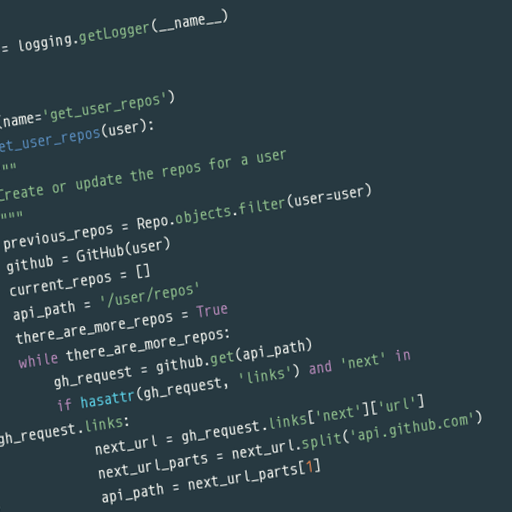 = logging.getLogger(__name__)
(name='get_user_repos')
et_user_repos(user):
"""
Create or update the repos for a user
"""
previous_repos = Repo.objects.filter(user=user)
github = GitHub(user)
current_repos = []
api_path = '/user/repos'
there_are_more_repos = True
while there_are_more_repos:
gh_request = github.get(api_path)
if hasattr(gh_request, 'links') and 'next' in
gh_request.links:
next_url = gh_request.links['next']['url']
next_url_parts = next_url.split('api.github.com')
api_path = next_url_parts[1]